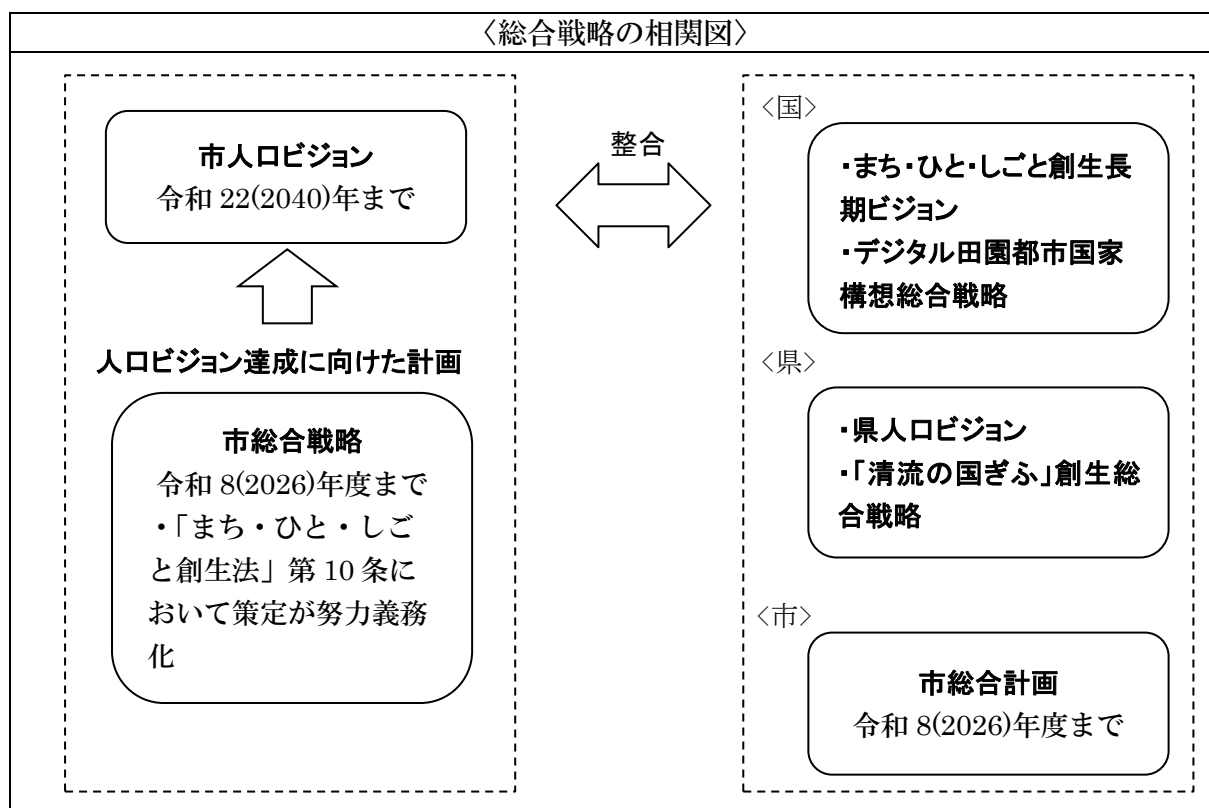 〈総合戦略の相関図〉
市人口ビジョン
令和 22(2040)年まで
人口ビジョン達成に向けた計画
市総合戦略
令和 8(2026)年度まで
・「まち・ひと・しご
と創生法」第 10 条に
おいて策定が努力義務
化
整合
〈国〉
・まち・ひと・しごと創生長
期ビジョン
・デジタル田園都市国家
構想総合戦略
〈県〉
・県人口ビジョン
・「清流の国ぎふ」創生総
合戦略
〈市〉
市総合計画
令和 8(2026)年度まで